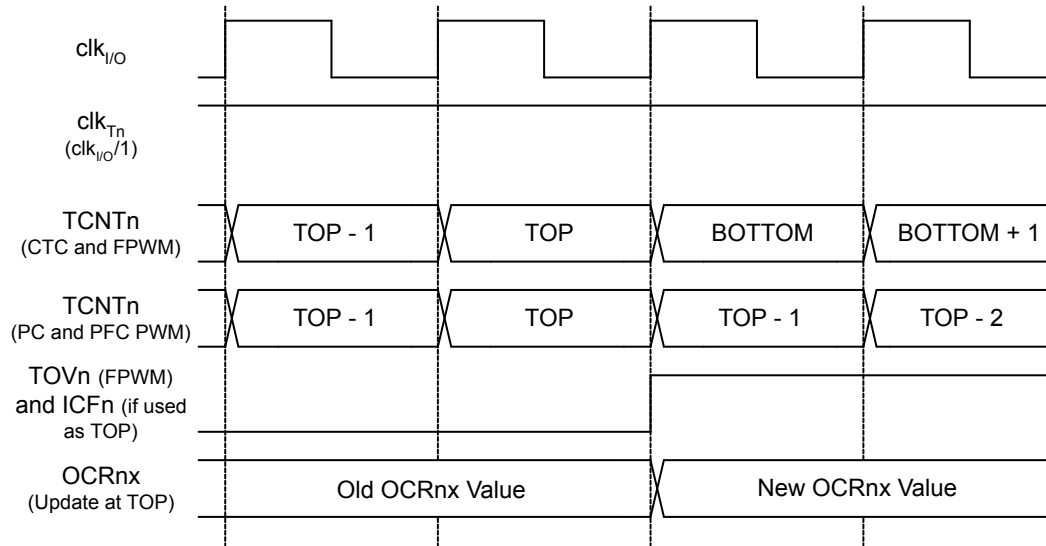 clkI/O
clkTn
(clkI/O/1)
TCNTn
(CTC and FPWM)
TOP - 1
TOP
BOTTOM
BOTTOM + 1
TCNTn
(PC and PFC PWM)
TOP - 1
TOP
TOP - 1
TOP - 2
TOVn (FPWM)
and ICFn (if used
as TOP)
OCRnx
(Update at TOP)
Old OCRnx Value
New OCRnx Value